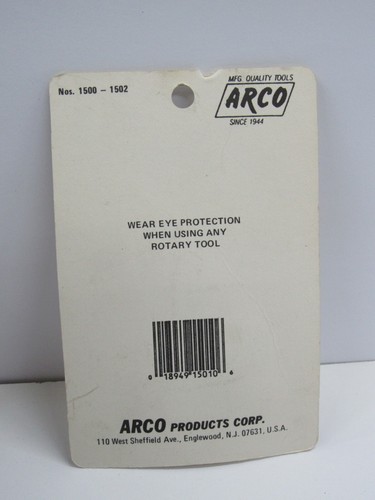 Nos. 1500 – 1502
MFG. QUALITY TOOLS
ARCO
SINCE 1944
WEAR EYE PROTECTION
WHEN USING ANY
ROTARY TOOL
0 18949 15010 6
ARCO PRODUCTS CORP.
110 West Sheffield Ave., Englewood, N.J. 07631. U.S.A.